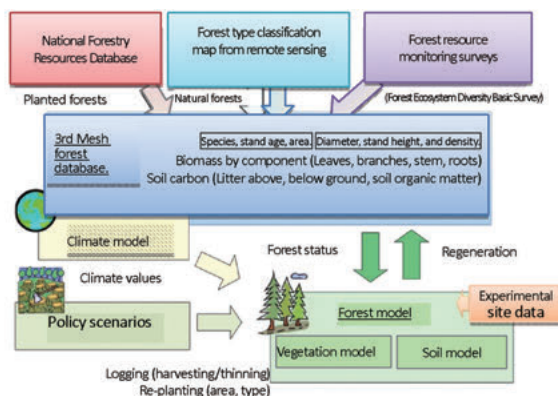 National Forestry
Resources Database
Forest type classification
map from remote sensing
Forest resource
monitoring surveys
Planted forests
Natural forests
(Forest Ecosystem Diversity Basic Survey)
3rd Mesh
forest
database.
Species, stand age, area. Diameter, stand height, and density.
Biomass by component (Leaves, branches, stem, roots)
Soil carbon (Litter above, below ground, soil organic matter)
Climate model
Forest status
Regeneration
Climate values
Policy scenarios
Forest model
Experimental
site data
Vegetation model
Soil model
Logging (harvesting/thinning)
Re-planting (area, type)